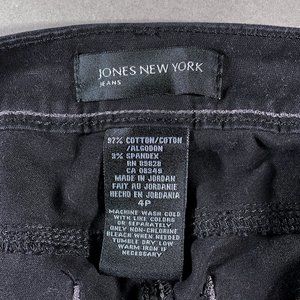 JONES NEW YORK
JEANS
97% COTTON/COTON
/ALGODON
3% SPANDEX
RN 89828
CA 08349
MADE IN JORDAN
FAIT AU JORDANIE
HECHO EN JORDANIA
4P
MACHINE WASH COLD
WITH LIKE COLORS
OR SEPARATELY
ONLY NON-CHLORINE
BLEACH WHEN NEEDED
TUMBLE DRY LOW
WARM IRON IF
NECESSARY